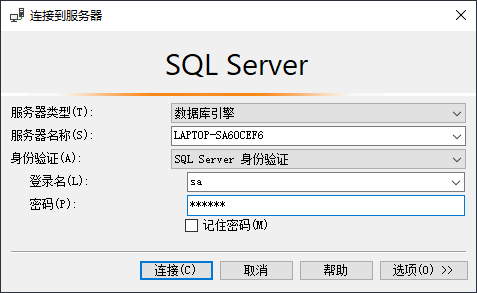 连接到服务器
SQL Server
服务器类型(T): 数据库引擎
服务器名称(S): LAPTOP-SA6OCEF6
身份验证(A): SQL Server 身份验证
登录名(L): sa
密码(P): ******
记住密码(M)
连接(C) 取消 帮助 选项(O) >>